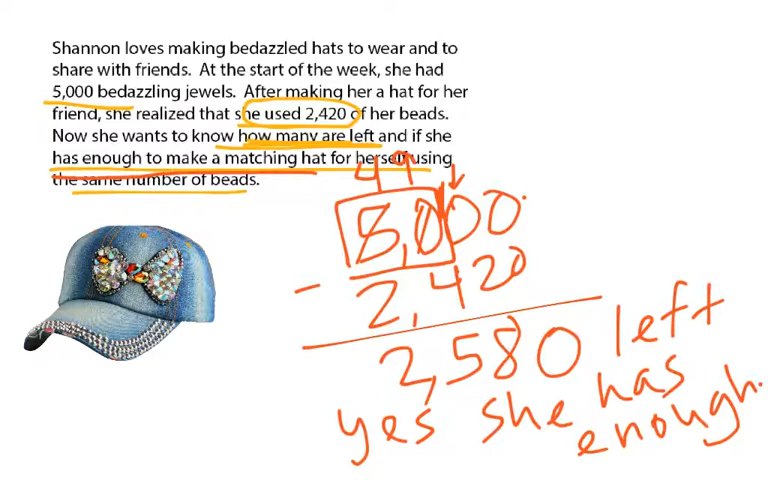 Shannon loves making bedazzled hats to wear and to
share with friends. At the start of the week, she had
5,000 bedazzling jewels. After making her a hat for her
friend, she realized that she used 2,420 of her beads.
Now she wants to know how many are left and if she
has enough to make a matching hat for herself using
the same number of beads.
4 9
5,000
- 2,420
2,580 left
yes she has
enough.